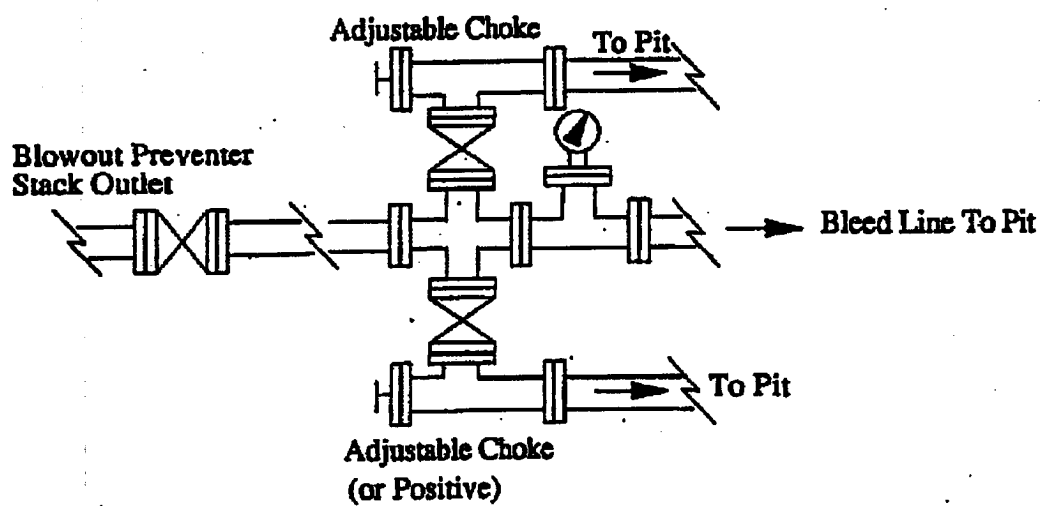 Adjustable Choke
To Pit
Blowout Preventer
Stack Outlet
Bleed Line To Pit
To Pit
Adjustable Choke
(or Positive)